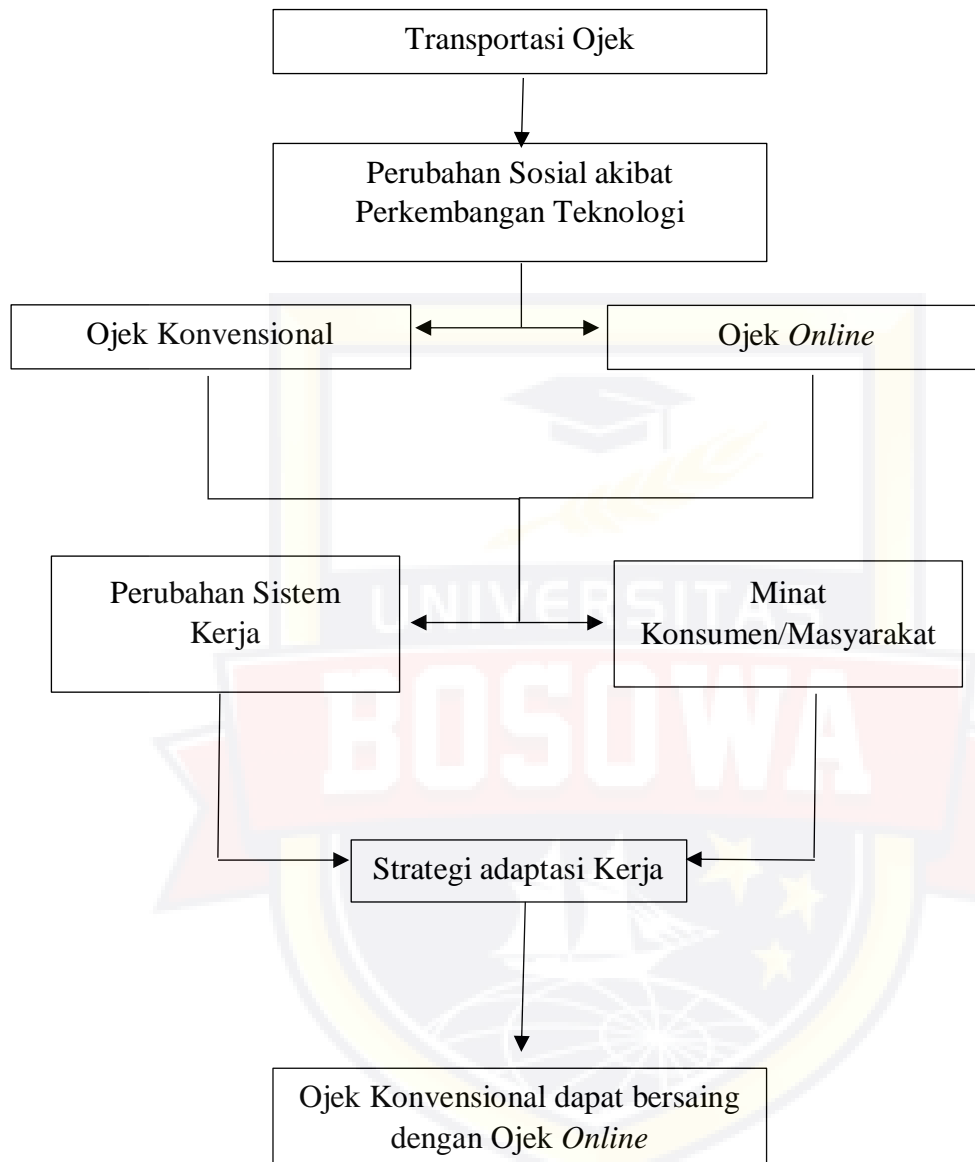 Transportasi Ojek
Perubahan Sosial akibat
Perkembangan Teknologi
Ojek Konvensional
Ojek Online
Perubahan Sistem
Kerja
Minat
Konsumen/Masyarakat
UNIVERSITAS
BOSOWA
Strategi adaptasi Kerja
Ojek Konvensional dapat bersaing
dengan Ojek Online